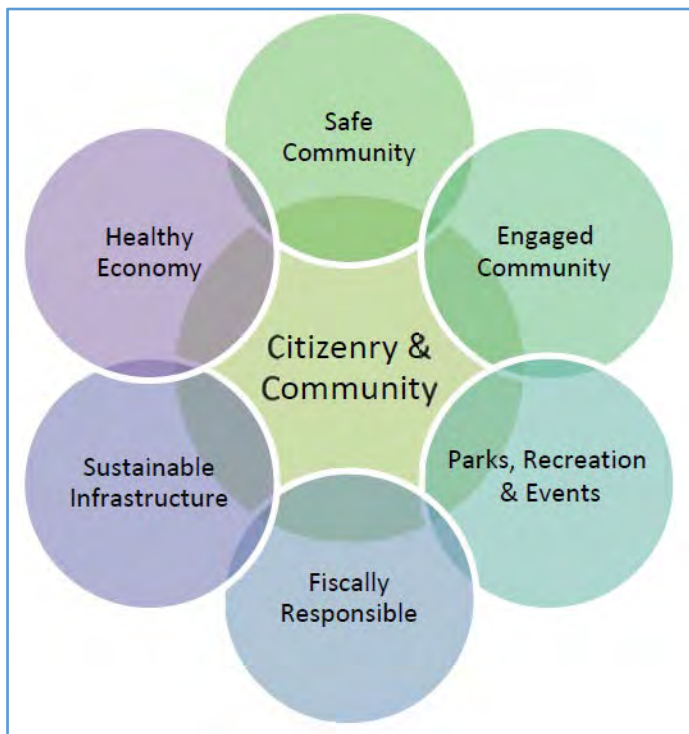 Safe
Community
Engaged
Community
Parks, Recreation
& Events
Fiscally
Responsible
Sustainable
Infrastructure
Healthy
Economy
Citizenry &
Community